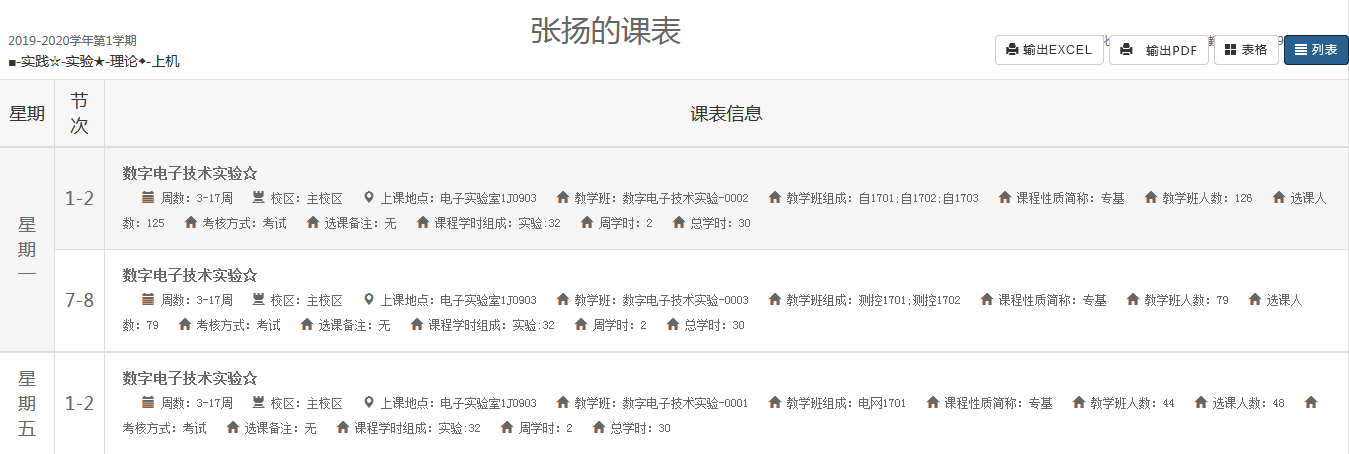 张扬的课表
2019-2020学年第1学期
■-实践☆-实验★-理论◆-上机
输出EXCEL 输出PDF 表格 列表
星期 节次 课表信息
星期一
1-2
数字电子技术实验☆
周数：3-17周 校区：主校区 上课地点：电子实验室1J0903 教学班：数字电子技术实验-0002 教学班组成：自1701;自1702;自1703 课程性质简称：专基 教学班人数：126 选课人
数：125 考核方式：考试 选课备注：无 课程学时组成：实验:32 周学时：2 总学时：30
7-8
数字电子技术实验☆
周数：3-17周 校区：主校区 上课地点：电子实验室1J0903 教学班：数字电子技术实验-0003 教学班组成：测控1701;测控1702 课程性质简称：专基 教学班人数：79 选课人
数：79 考核方式：考试 选课备注：无 课程学时组成：实验:32 周学时：2 总学时：30
星期五
1-2
数字电子技术实验☆
周数：3-17周 校区：主校区 上课地点：电子实验室1J0903 教学班：数字电子技术实验-0001 教学班组成：电网1701 课程性质简称：专基 教学班人数：44 选课人数：48
考核方式：考试 选课备注：无 课程学时组成：实验:32 周学时：2 总学时：30